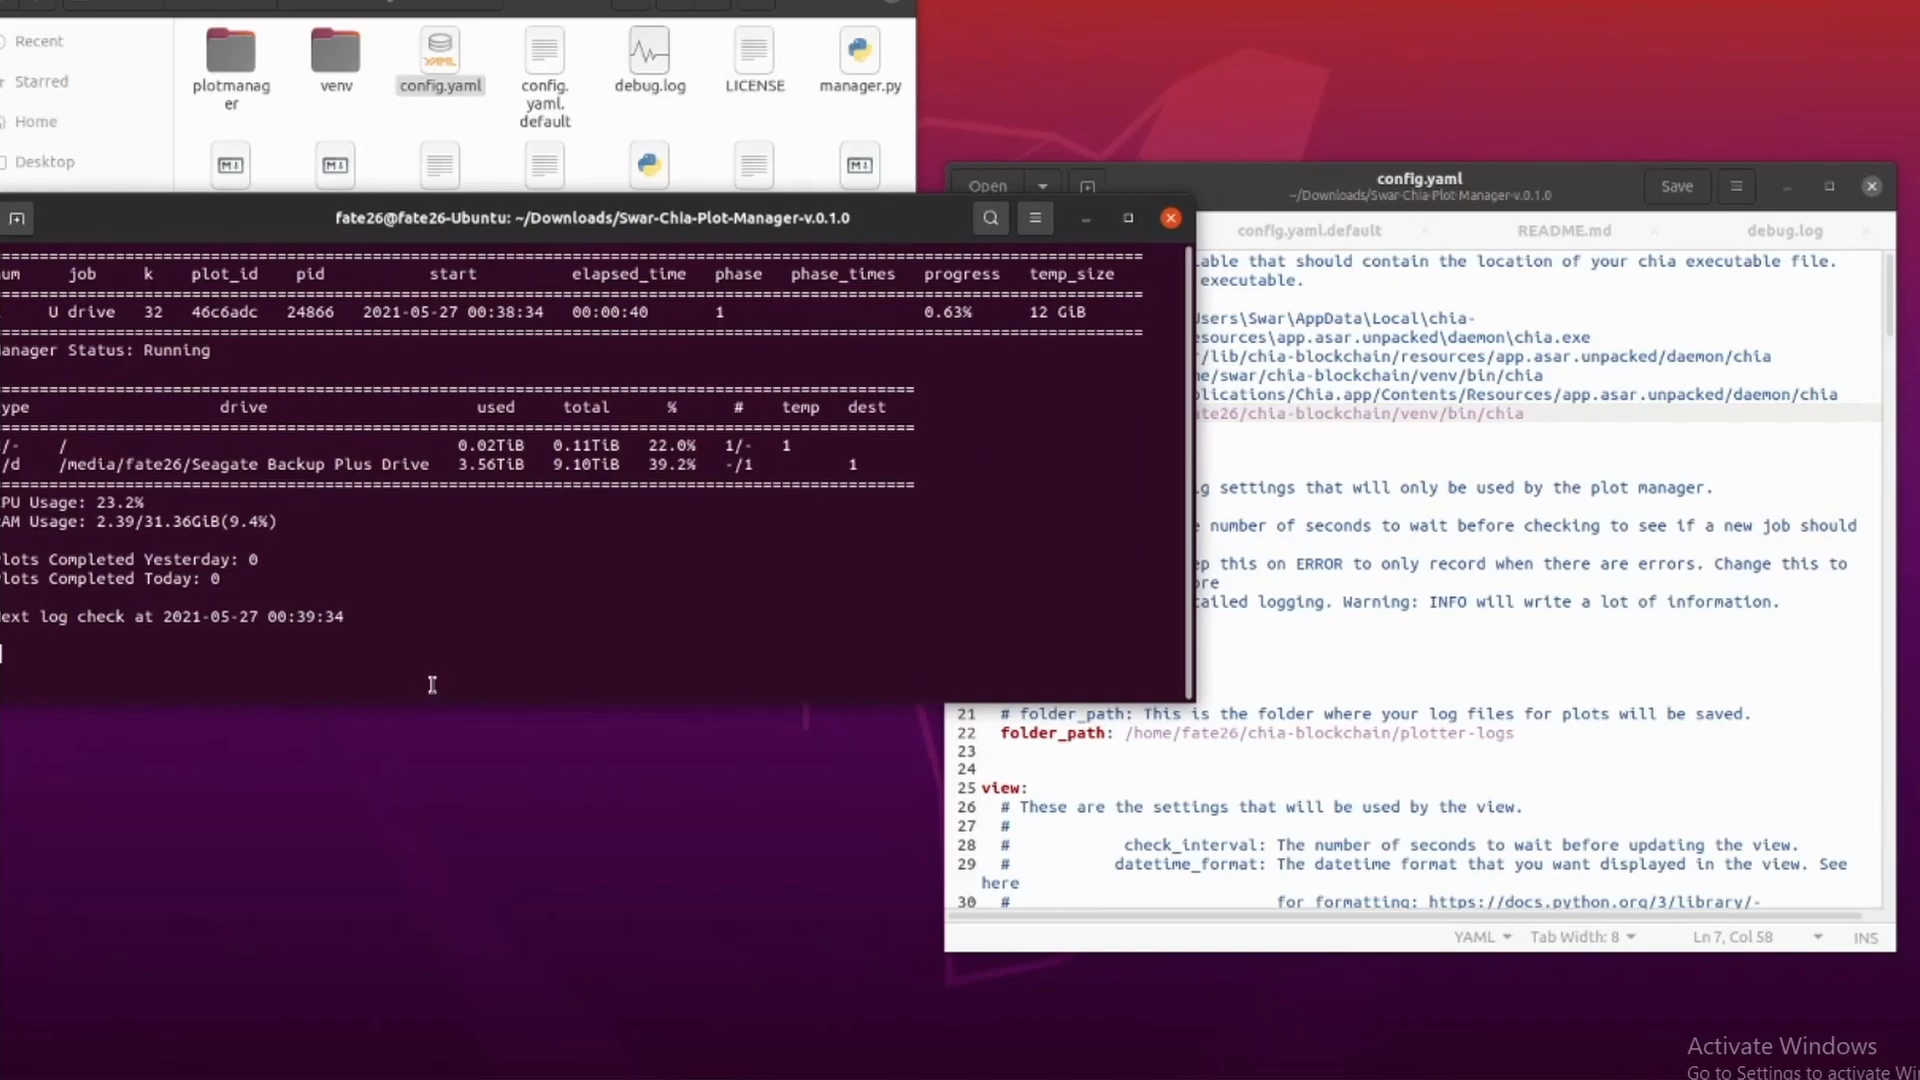 Recent
Starred
Home
Desktop
plotmanag
er
venv
YAML
config.yaml
config.
yaml.
default
debug.log
LICENSE
manager.py
fate26@fate26-Ubuntu: ~/Downloads/Swar-Chia-Plot-Manager-v.0.1.0
um job k plot_id pid start elapsed_time phase phase_times progress temp_size
U drive 32 46c6adc 24866 2021-05-27 00:38:34 00:00:40 1 0.63% 12 GiB
anager Status: Running
ype drive used total % # temp dest
/- / 0.02TiB 0.11TiB 22.0% 1/- 1
/d /media/fate26/Seagate Backup Plus Drive 3.56TiB 9.10TiB 39.2% -/1 1
PU Usage: 23.2%
AM Usage: 2.39/31.36GiB(9.4%)
lots Completed Yesterday: 0
lots Completed Today: 0
ext log check at 2021-05-27 00:39:34
Open
config.yaml
~/Downloads/Swar-Chia-Plot-Manager-v.0.1.0
Save
config.yaml.default README.md debug.log
able that should contain the location of your chia executable file.
executable.
Users\Swar\AppData\Local\chia-
esources\app.asar.unpacked\daemon\chia.exe
/lib/chia-blockchain/resources/app.asar.unpacked/daemon/chia
me/swar/chia-blockchain/venv/bin/chia
plications/Chia.app/Contents/Resources/app.asar.unpacked/daemon/chia
ate26/chia-blockchain/venv/bin/chia
g settings that will only be used by the plot manager.
e number of seconds to wait before checking to see if a new job should
ep this on ERROR to only record when there are errors. Change this to
ore
tailed logging. Warning: INFO will write a lot of information.
21 # folder_path: This is the folder where your log files for plots will be saved.
22 folder_path: /home/fate26/chia-blockchain/plotter-logs
23
24
25 view:
26 # These are the settings that will be used by the view.
27 #
28 # check_interval: The number of seconds to wait before updating the view.
29 # datetime_format: The datetime format that you want displayed in the view. See
here
30 # for formatting: https://docs.python.org/3/library/-
YAML Tab Width: 8 Ln 7, Col 58 INS
Activate Windows
Go to Settings to activate Wi